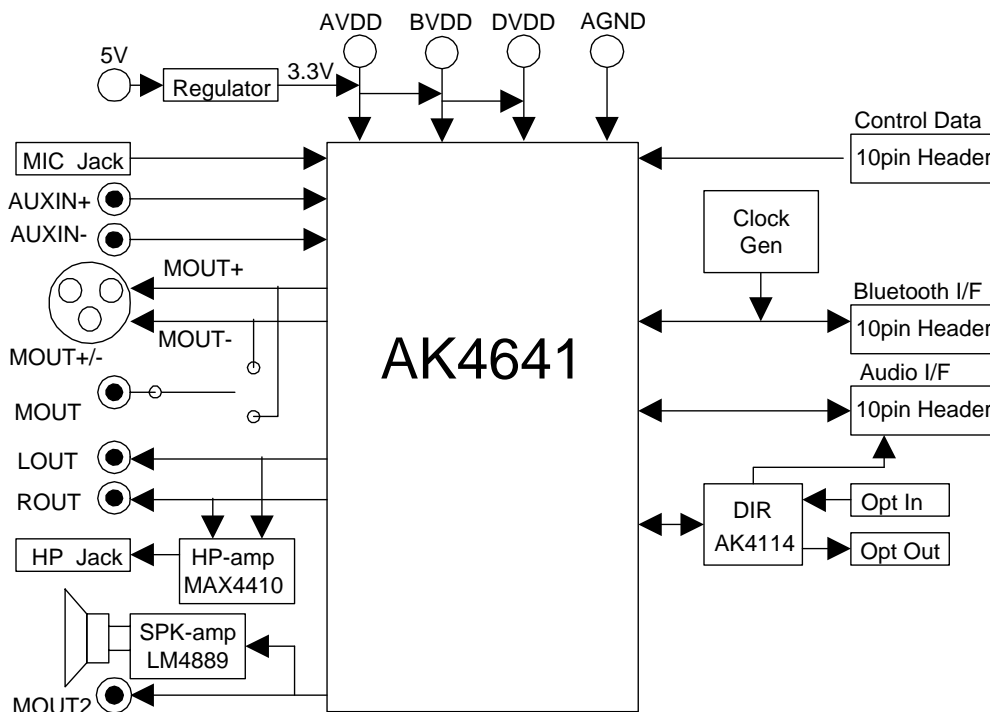 AVDD
BVDD
DVDD
AGND
5V
Regulator
3.3V
Control Data
10pin Header
MIC Jack
AUXIN+
AUXIN-
Clock
Gen
MOUT+
MOUT-
MOUT+/-
Bluetooth I/F
10pin Header
AK4641
Audio I/F
10pin Header
MOUT
LOUT
ROUT
DIR
AK4114
Opt In
Opt Out
HP Jack
HP-amp
MAX4410
SPK-amp
LM4889
MOUT2